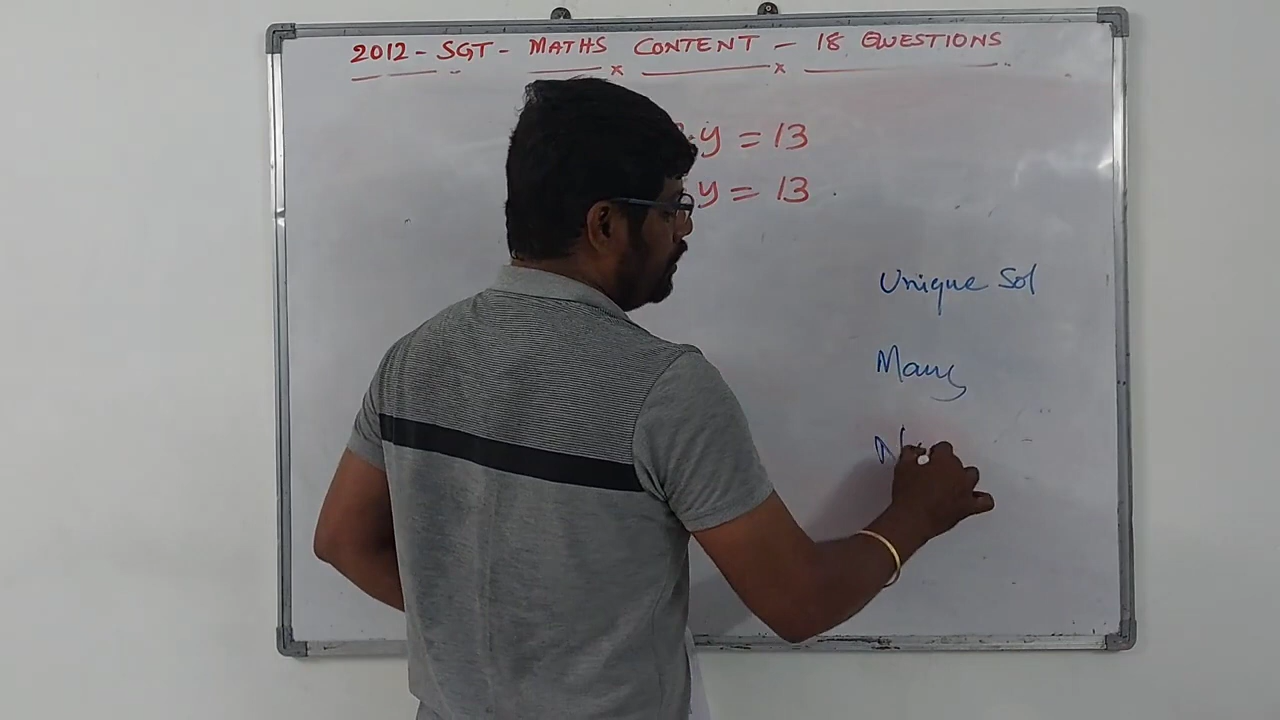 2012 - SGT - MATHS CONTENT - 18 QUESTIONS
y = 13
y = 13
Unique Sol
Many